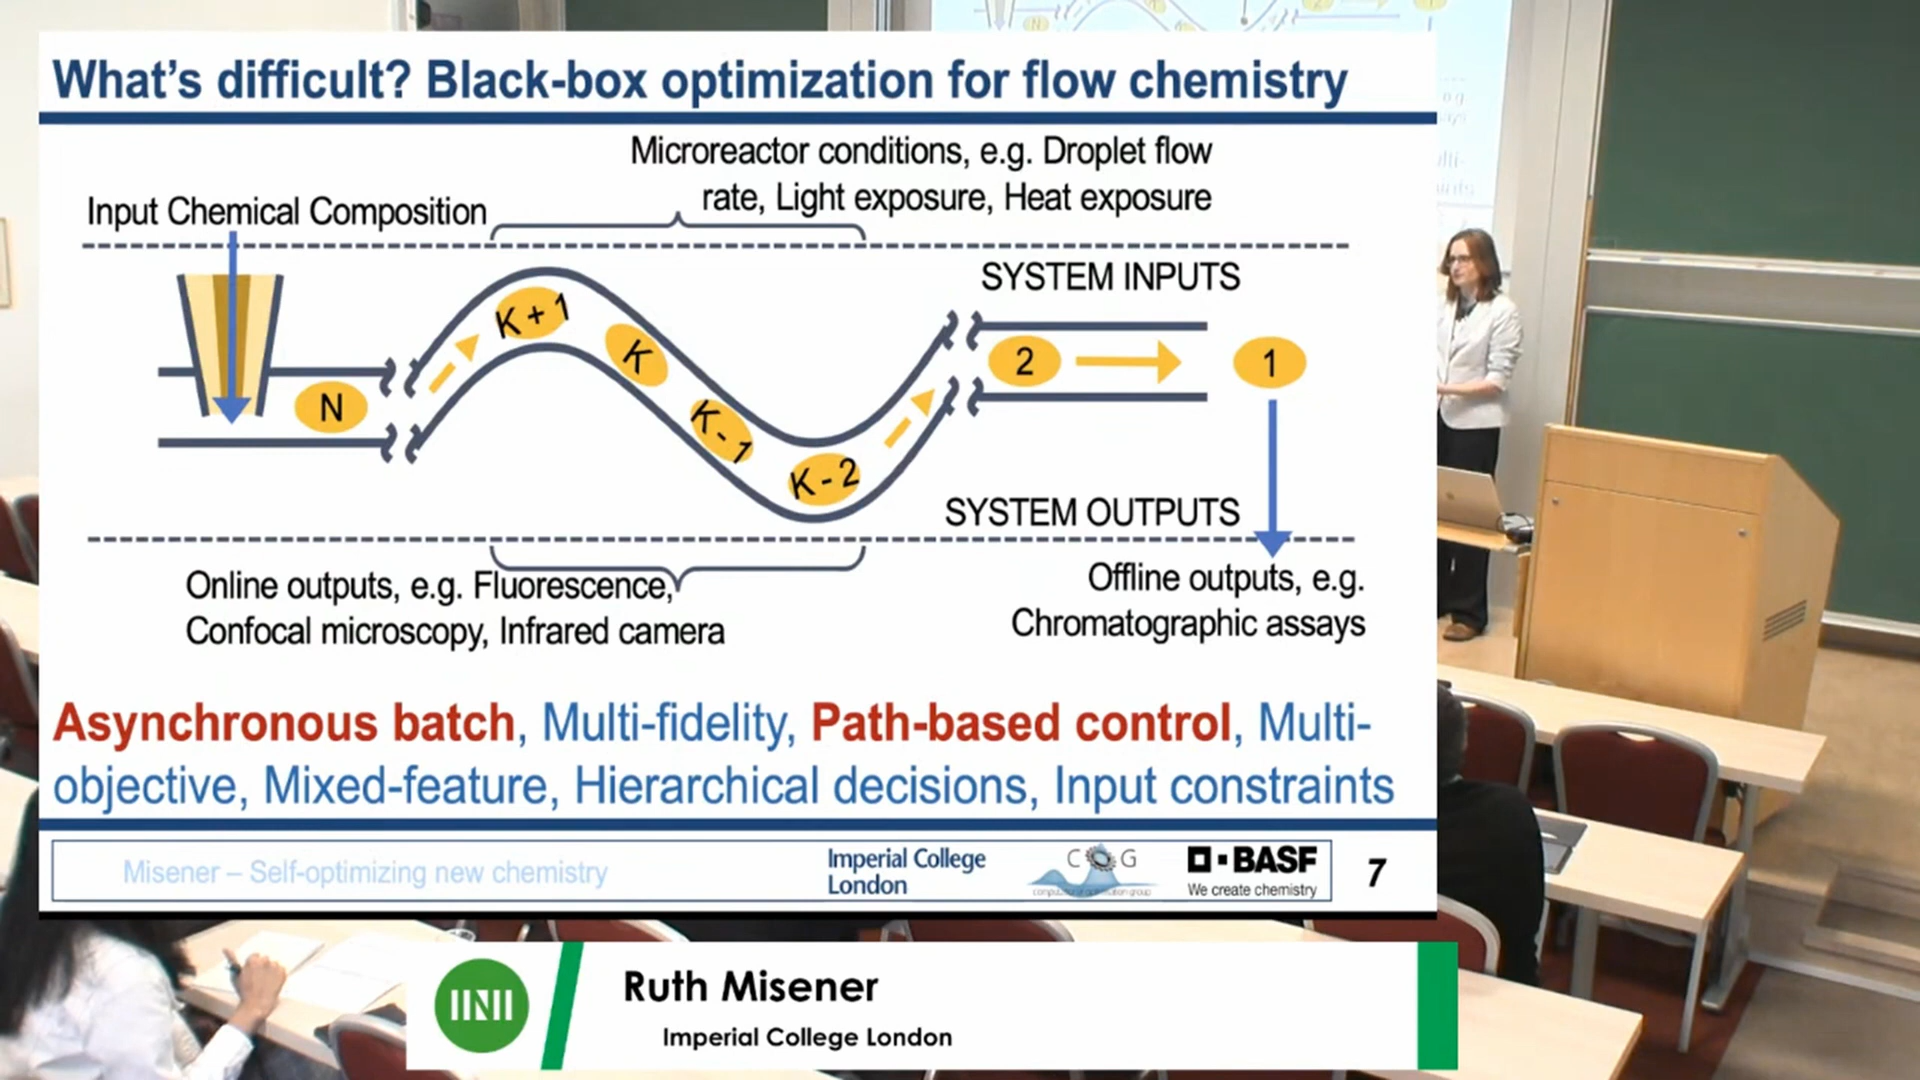 What's difficult? Black-box optimization for flow chemistry
Microreactor conditions, e.g. Droplet flow
rate, Light exposure, Heat exposure
Input Chemical Composition
SYSTEM INPUTS
K + 1
K
2
1
N
K - 1
K - 2
SYSTEM OUTPUTS
Online outputs, e.g. Fluorescence,
Confocal microscopy, Infrared camera
Offline outputs, e.g.
Chromatographic assays
Asynchronous batch, Multi-fidelity, Path-based control, Multi-
objective, Mixed-feature, Hierarchical decisions, Input constraints
Misener – Self-optimizing new chemistry
Imperial College
London
C G
computational optimisation group
BASF
We create chemistry
7
Ruth Misener
Imperial College London